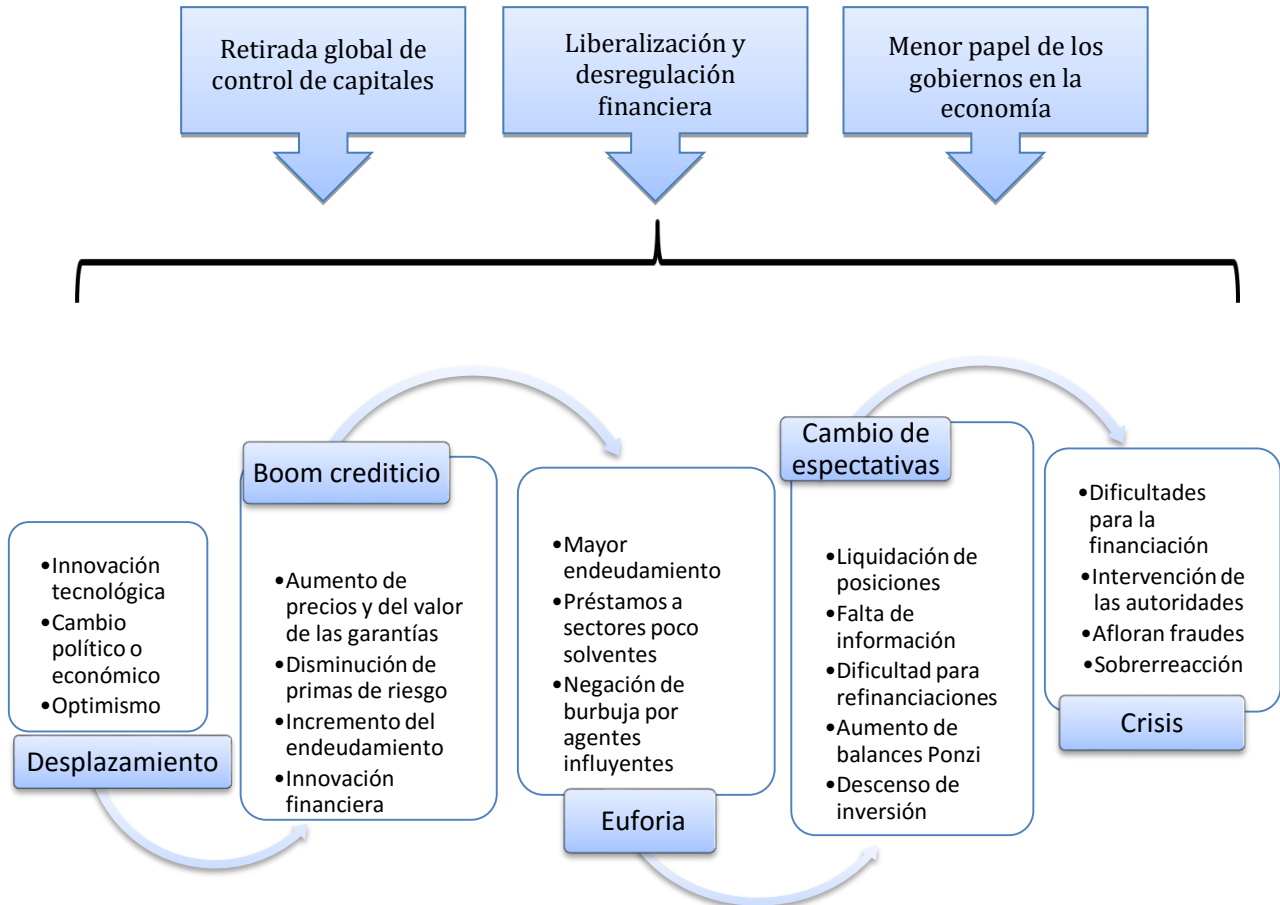 Retirada global de
control de capitales
Liberalización y
desregulación
financiera
Menor papel de los
gobiernos en la
economía
•Innovación
tecnológica
•Cambio
político o
económico
•Optimismo
Desplazamiento
Boom crediticio
•Aumento de
precios y del valor
de las garantías
•Disminución de
primas de riesgo
•Incremento del
endeudamiento
•Innovación
financiera
•Mayor
endeudamiento
•Préstamos a
sectores poco
solventes
•Negación de
burbuja por
agentes
influyentes
Euforia
Cambio de
espectativas
•Liquidación de
posiciones
•Falta de
información
•Dificultad para
refinanciaciones
•Aumento de
balances Ponzi
•Descenso de
inversión
•Dificultades
para la
financiación
•Intervención de
las autoridades
•Afloran fraudes
•Sobrerreacción
Crisis